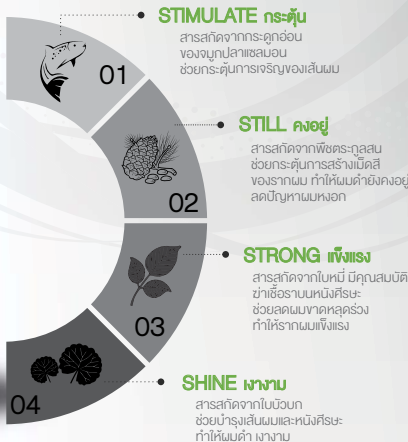 STIMULATE กระตุ้น
สารสกัดจากกระดูกอ่อน
ของจมูกปลาแซลมอน
ช่วยกระตุ้นการเจริญของเส้นผม
01
STILL คงอยู่
สารสกัดจากพืชตระกูลสน
ช่วยกระตุ้นการสร้างเม็ดสี
ของรากผม ทำให้ผมดำยังคงอยู่
ลดปัญหาผมหงอก
02
STRONG แข็งแรง
สารสกัดจากใบหมี่ มีคุณสมบัติ
ฆ่าเชื้อราบนหนังศีรษะ
ช่วยลดผมขาดหลุดร่วง
ทำให้รากผมแข็งแรง
03
SHINE เงางาม
สารสกัดจากใบบัวบก
ช่วยบำรุงเส้นผมและหนังศีรษะ
ทำให้ผมดำ เงางาม
04